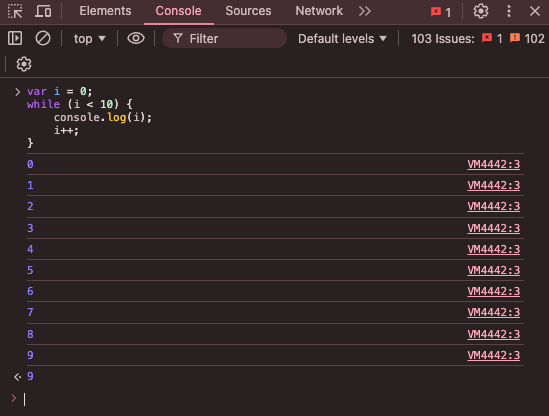 Elements Console Sources Network 1
top Filter Default levels 103 Issues: 1 102
> var i = 0;
while (i < 10) {
    console.log(i);
    i++;
}
0 VM4442:3
1 VM4442:3
2 VM4442:3
3 VM4442:3
4 VM4442:3
5 VM4442:3
6 VM4442:3
7 VM4442:3
8 VM4442:3
9 VM4442:3
9
>